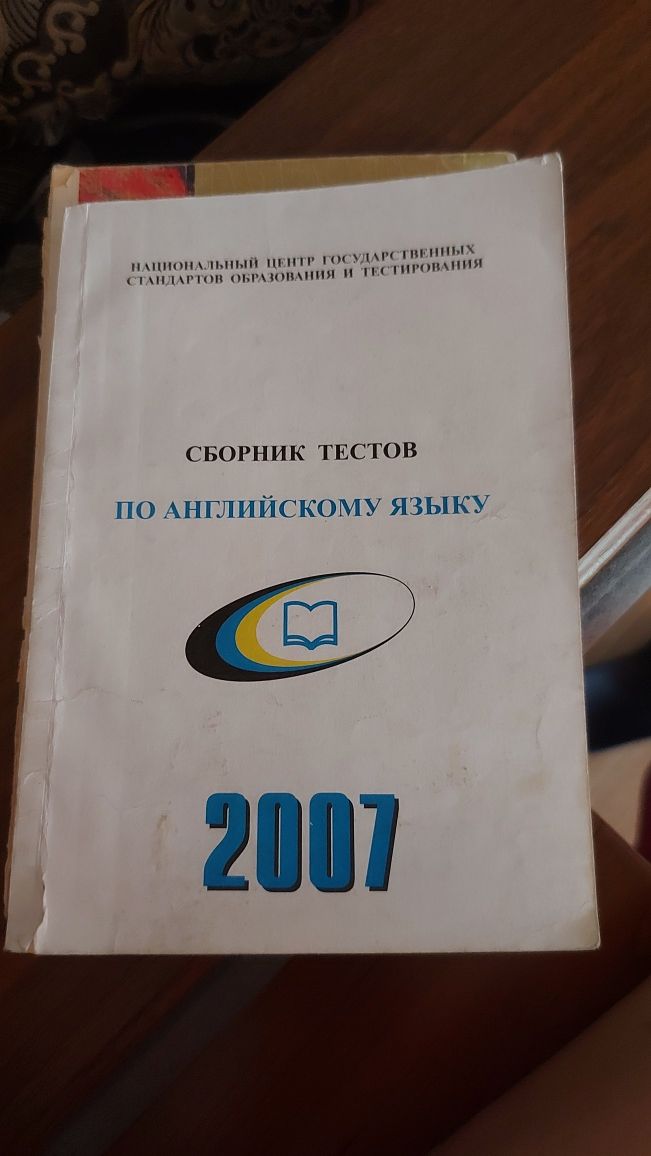 НАЦИОНАЛЬНЫЙ ЦЕНТР ГОСУДАРСТВЕННЫХ
СТАНДАРТОВ ОБРАЗОВАНИЯ И ТЕСТИРОВАНИЯ
СБОРНИК ТЕСТОВ
ПО АНГЛИЙСКОМУ ЯЗЫКУ
2007